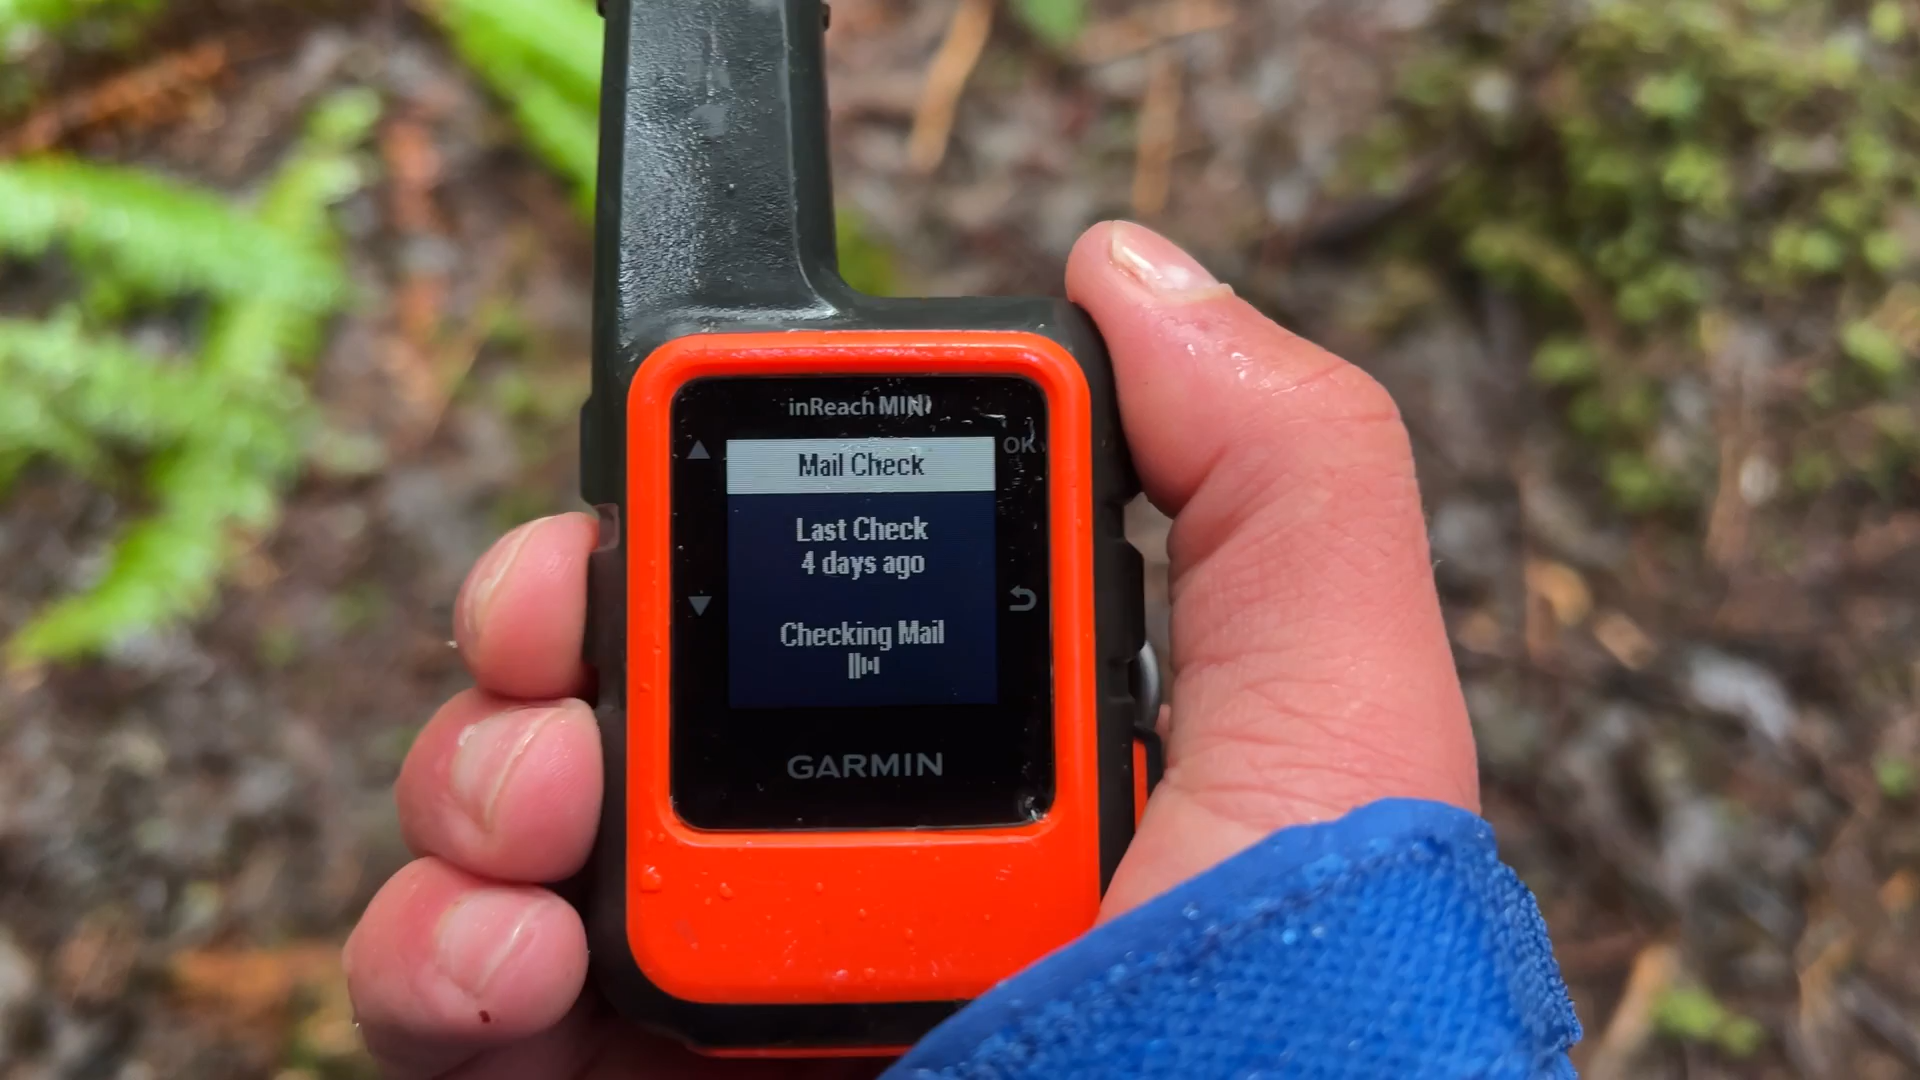 inReach MINI
OK
Mail Check
Last Check
4 days ago
Checking Mail
GARMIN